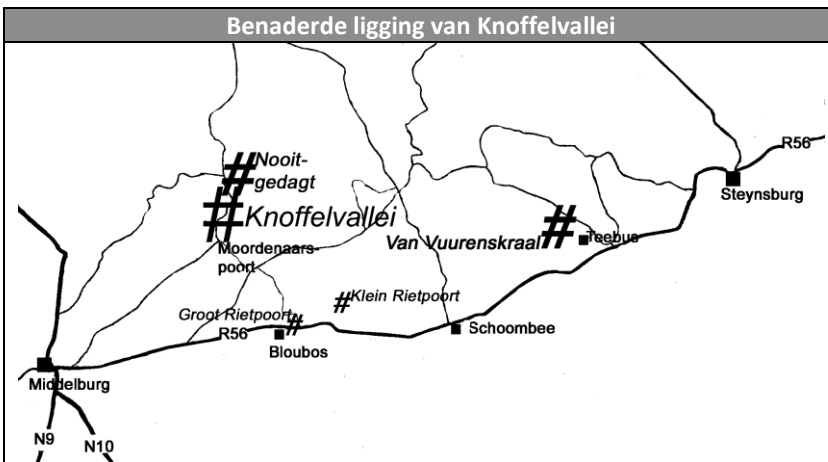 Benaderde ligging van Knoffelvallei
R56
Nooit-
gedagt
Steynsburg
Knoffelvallei
Van Vuurenskraal
Teebus
Moordenaars-
poort
Klein Rietpoort
Groot Rietpoort
R56
Schoombee
Bloubos
Middelburg
N9
N10